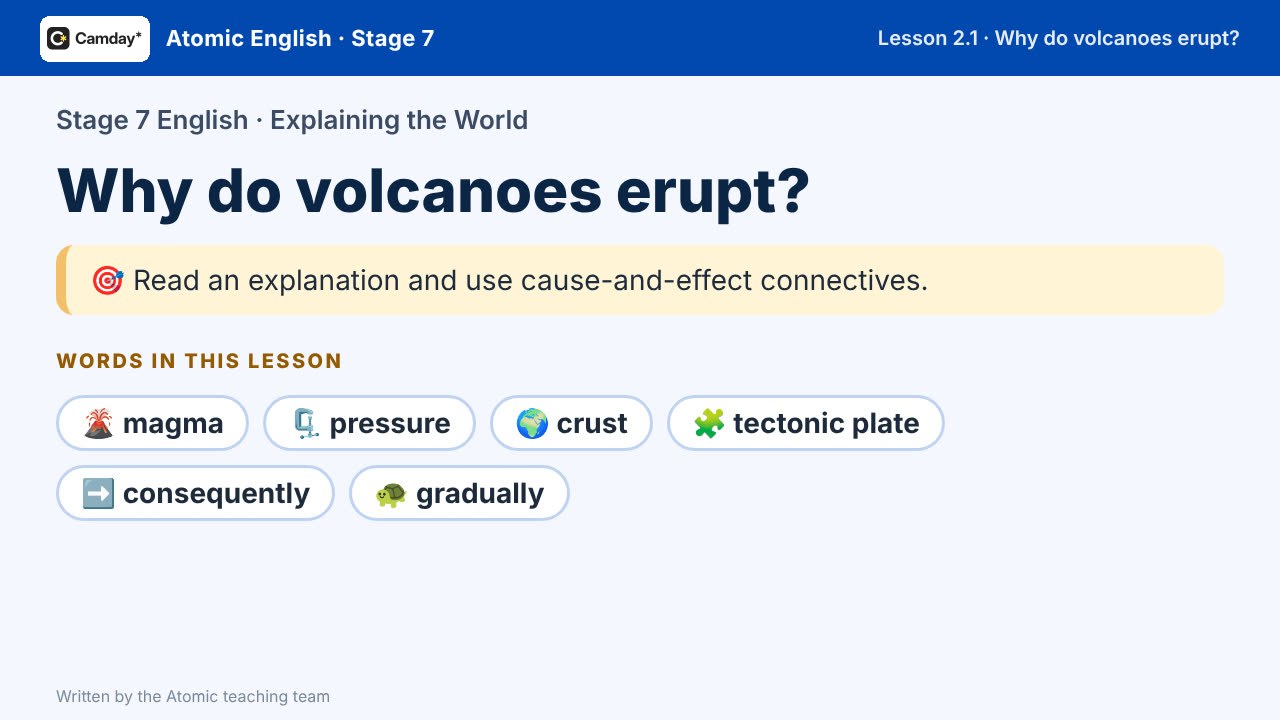 Camday*
Atomic English · Stage 7
Lesson 2.1 · Why do volcanoes erupt?
Stage 7 English · Explaining the World
Why do volcanoes erupt?
🎯 Read an explanation and use cause-and-effect connectives.
WORDS IN THIS LESSON
🌋 magma 🗜️ pressure 🌍 crust 🧩 tectonic plate
➡️ consequently 🐢 gradually
Written by the Atomic teaching team